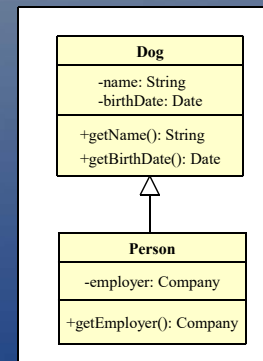 Dog
-name: String
-birthDate: Date
+getName(): String
+getBirthDate(): Date
Person
-employer: Company
+getEmployer(): Company